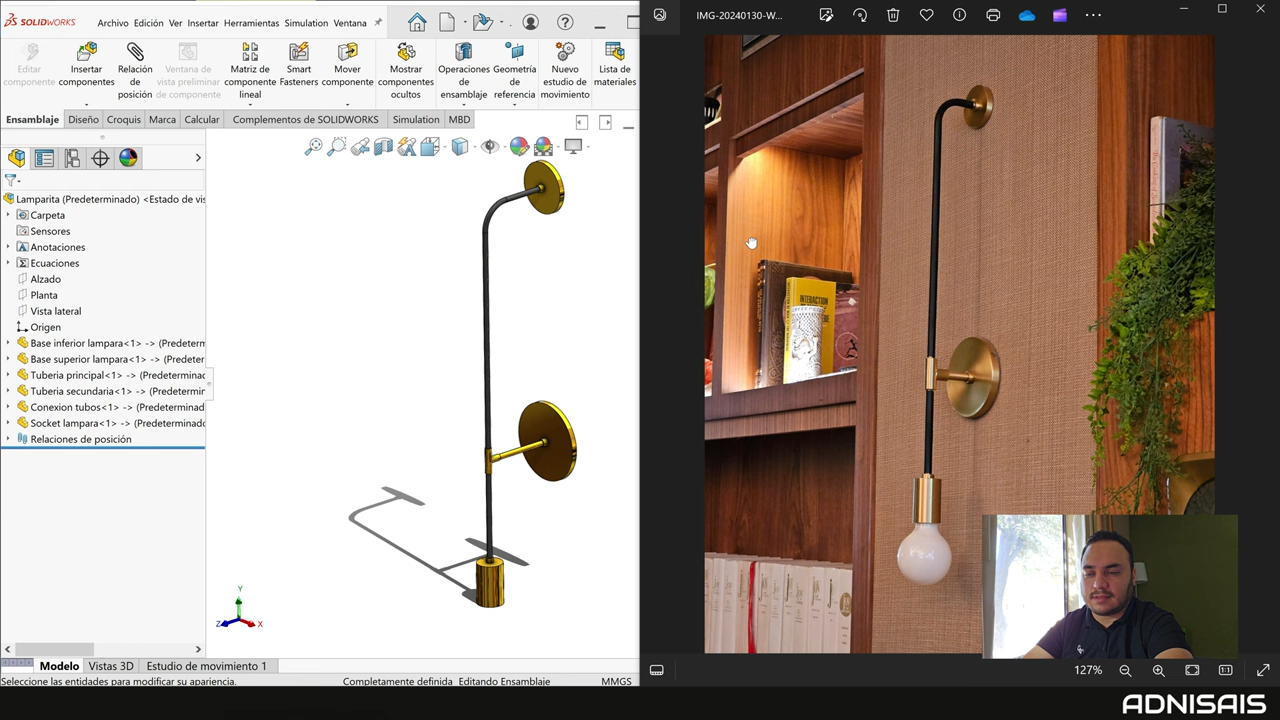 SOLIDWORKS
Archivo Edición Ver Insertar Herramientas Simulation Ventana
Editar componente
Insertar componentes
Relación de posición
Ventana de vista preliminar de componente
Matriz de componente lineal
Smart Fasteners
Mover componente
Mostrar componentes ocultos
Operaciones de ensamblaje
Geometría de referencia
Nuevo estudio de movimiento
Lista de materiales
Ensamblaje Diseño Croquis Marca Calcular Complementos de SOLIDWORKS Simulation MBD
Lamparita (Predeterminado) <Estado de vis
Carpeta
Sensores
Anotaciones
Ecuaciones
Alzado
Planta
Vista lateral
Origen
Base inferior lampara<1> -> (Predeterm
Base superior lampara<1> -> (Predeter
Tuberia principal<1> -> (Predeterminac
Tuberia secundaria<1> -> (Predetermir
Conexion tubos<1> -> (Predeterminado
Socket lampara<1> -> (Predeterminado
Relaciones de posición
Y
Z X
Modelo Vistas 3D Estudio de movimiento 1
Seleccione las entidades para modificar su apariencia. Completamente definida Editando Ensamblaje MMGS
IMG-20240130-W...
INTERACTION
127%
ADNISAIS